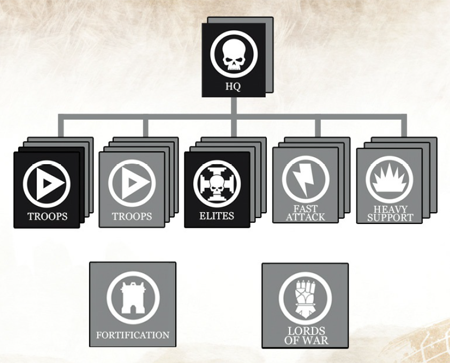 HQ
TROOPS
TROOPS
ELITES
FAST
ATTACK
HEAVY
SUPPORT
FORTIFICATION
LORDS
OF WAR